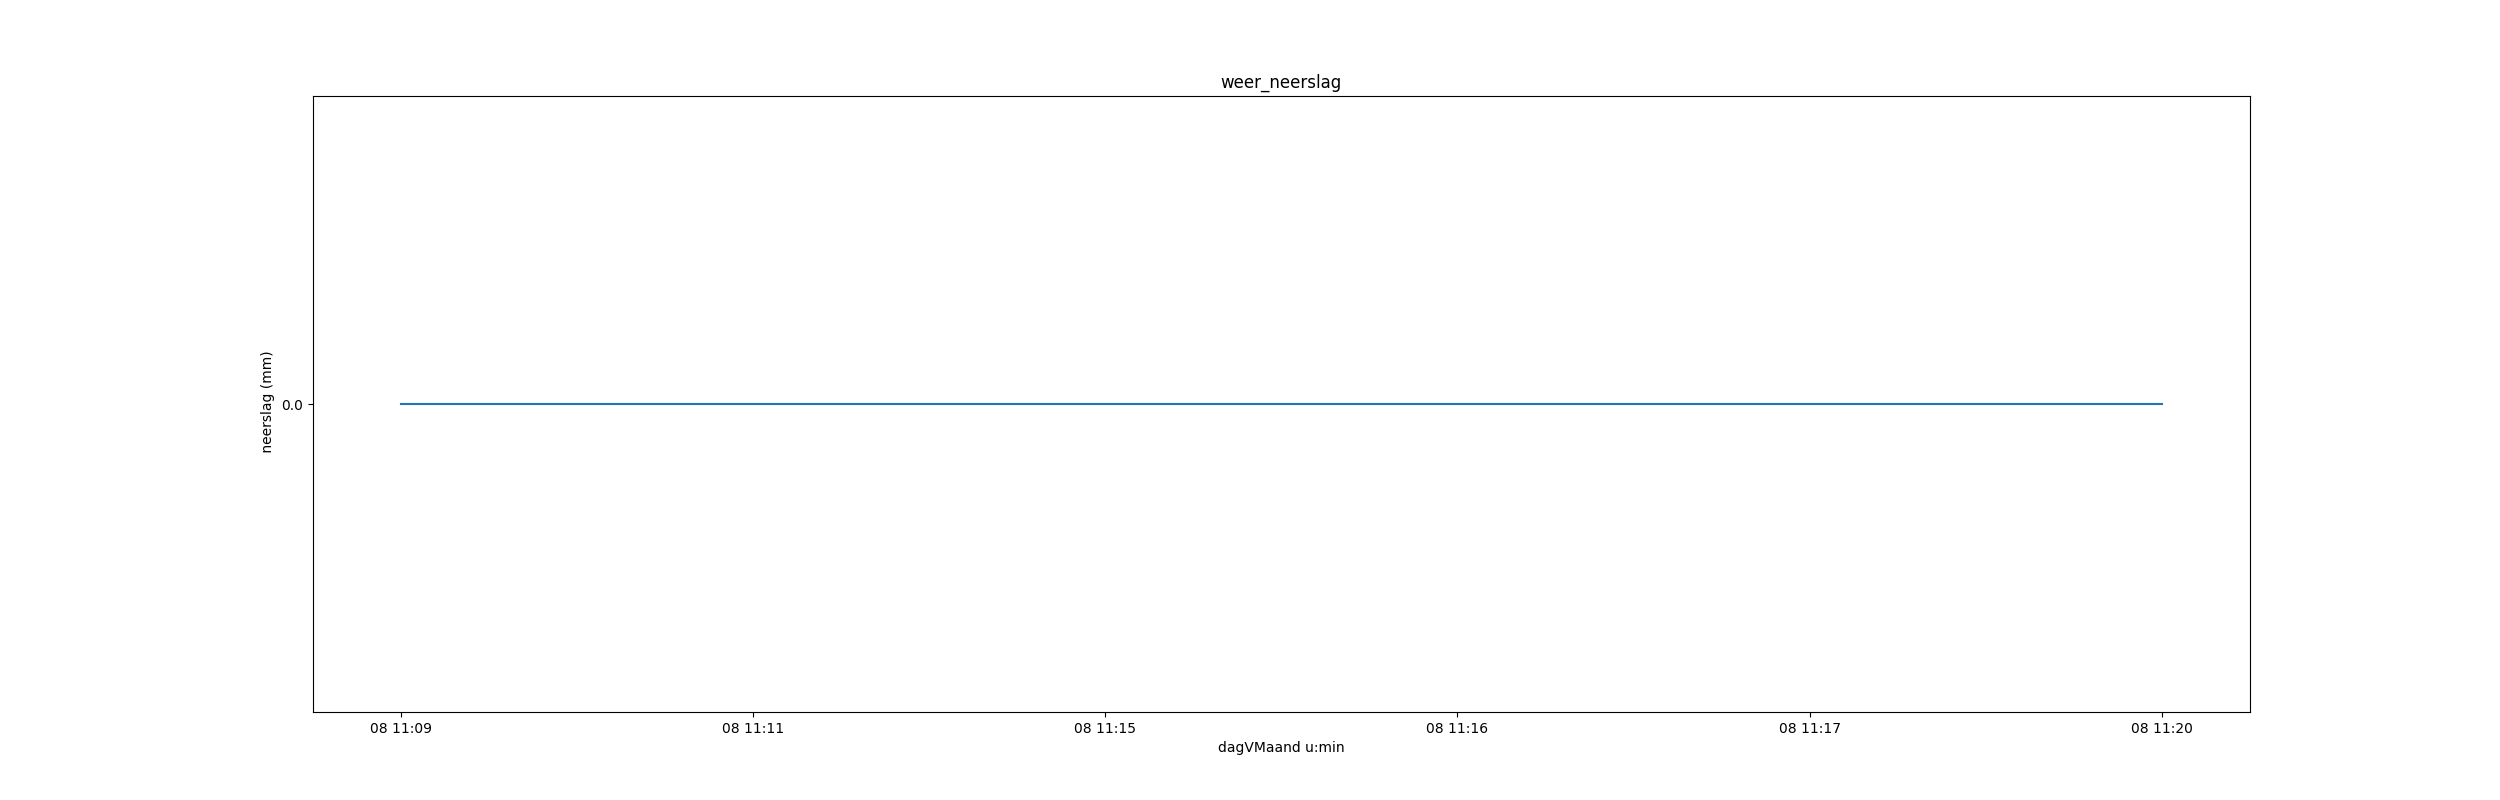 weer_neerslag
neerslag (mm)
0.0
08 11:09 08 11:11 08 11:15 08 11:16 08 11:17 08 11:20
dagVMaand u:min